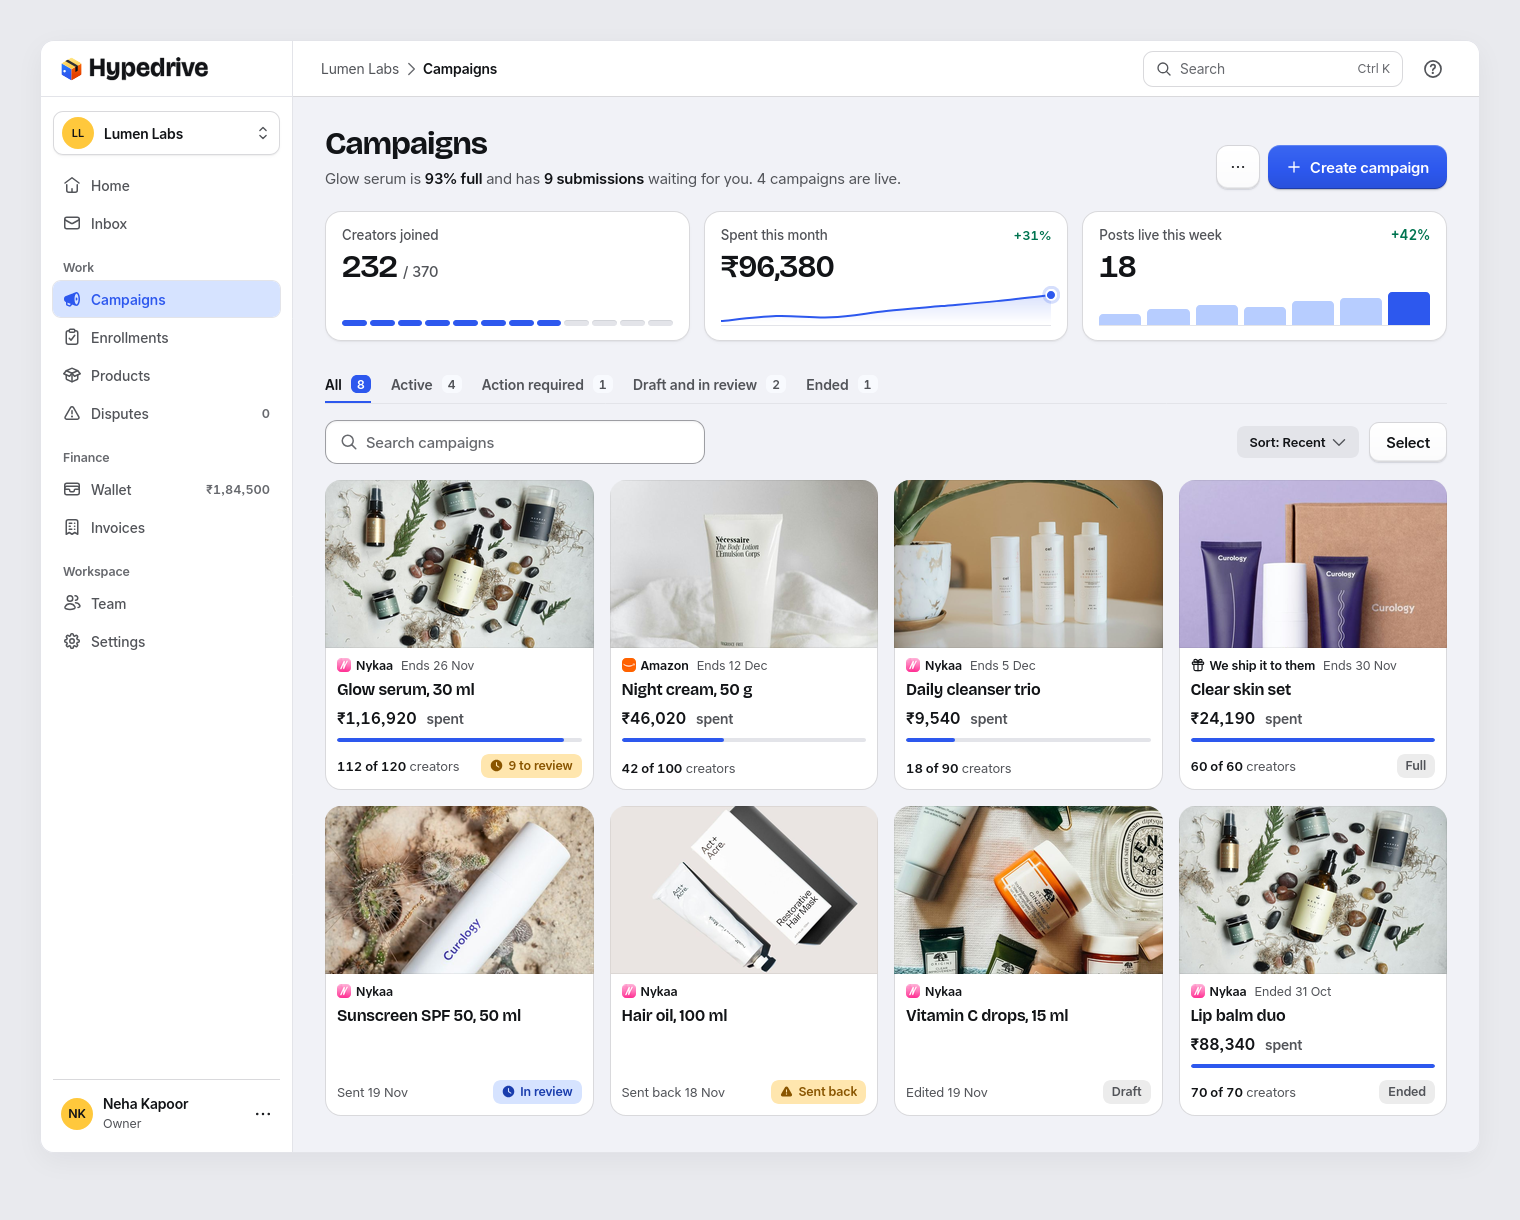 Hypedrive
Lumen Labs > Campaigns
Search
Ctrl K
LL
Lumen Labs
Home
Inbox
Work
Campaigns
Enrollments
Products
Disputes
0
Finance
Wallet
₹1,84,500
Invoices
Workspace
Team
Settings
NK
Neha Kapoor
Owner
Campaigns
Glow serum is 93% full and has 9 submissions waiting for you. 4 campaigns are live.
Create campaign
Creators joined
232 / 370
Spent this month
+31%
₹96,380
Posts live this week
+42%
18
All 8
Active 4
Action required 1
Draft and in review 2
Ended 1
Search campaigns
Sort: Recent
Select
Nykaa Ends 26 Nov
Glow serum, 30 ml
₹1,16,920 spent
112 of 120 creators
9 to review
Nécessaire
The Body Lotion
L'Emulsion Corps
Amazon Ends 12 Dec
Night cream, 50 g
₹46,020 spent
42 of 100 creators
Nykaa Ends 5 Dec
Daily cleanser trio
₹9,540 spent
18 of 90 creators
Curology
Curology
Curology
We ship it to them Ends 30 Nov
Clear skin set
₹24,190 spent
60 of 60 creators
Full
Curology
Nykaa
Sunscreen SPF 50, 50 ml
Sent 19 Nov
In review
Act+
Acre.
Act+
Acre.
Restorative
Hair Mask
Nykaa
Hair oil, 100 ml
Sent back 18 Nov
Sent back
ORIGINS
Nykaa
Vitamin C drops, 15 ml
Edited 19 Nov
Draft
Nykaa Ended 31 Oct
Lip balm duo
₹88,340 spent
70 of 70 creators
Ended